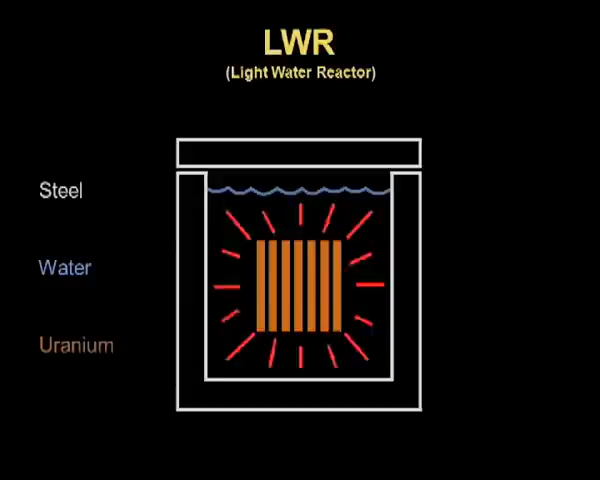 LWR
(Light Water Reactor)
Steel
Water
Uranium